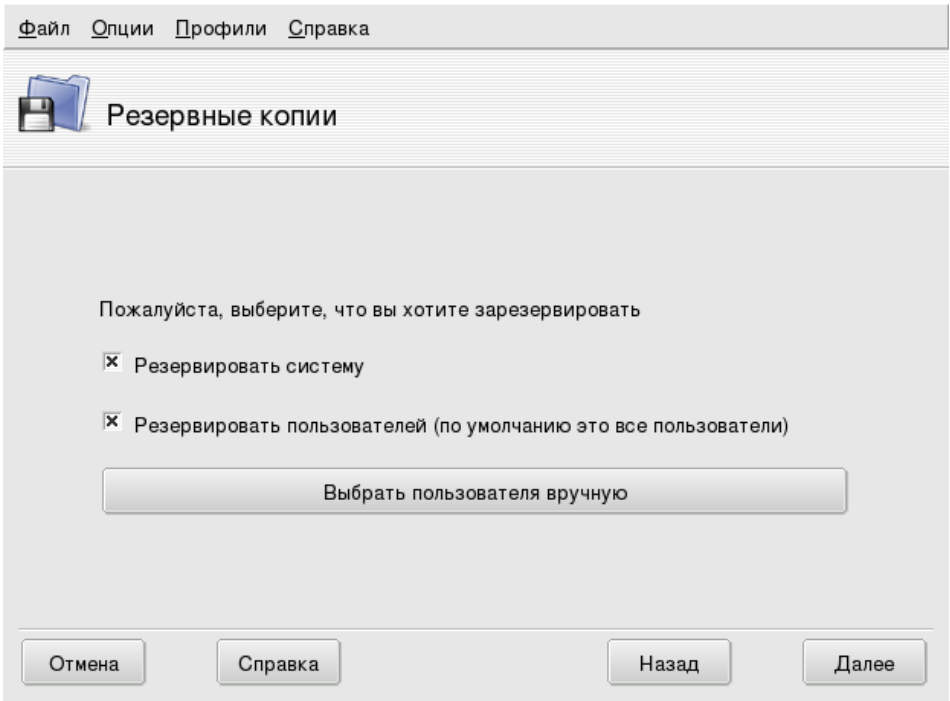 Файл Опции Профили Справка
Резервные копии
Пожалуйста, выберите, что вы хотите зарезервировать
Резервировать систему
Резервировать пользователей (по умолчанию это все пользователи)
Выбрать пользователя вручную
Отмена Справка Назад Далее